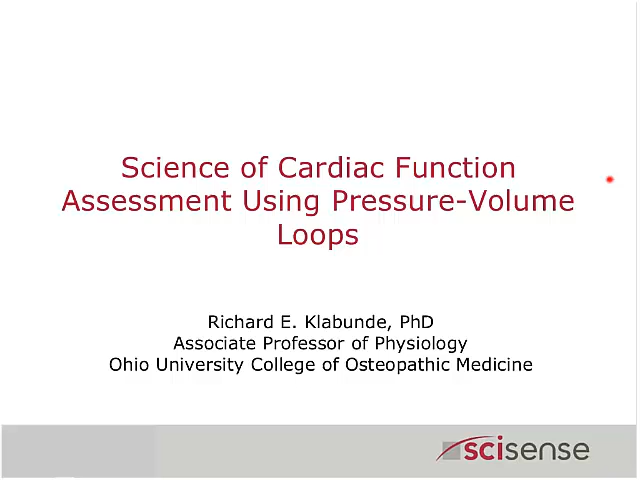 Science of Cardiac Function
Assessment Using Pressure-Volume
Loops
Richard E. Klabunde, PhD
Associate Professor of Physiology
Ohio University College of Osteopathic Medicine
scisense